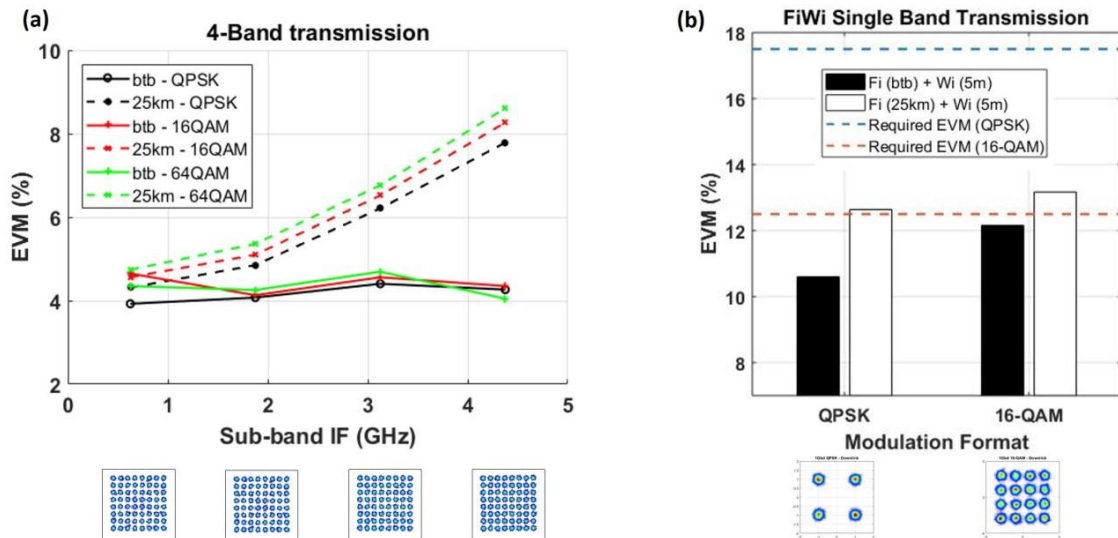 (a)
4-Band transmission
10
8
6
4
2
EVM (%)
btb - QPSK
25km - QPSK
btb - 16QAM
25km - 16QAM
btb - 64QAM
25km - 64QAM
0 1 2 3 4 5
Sub-band IF (GHz)
(b)
FiWi Single Band Transmission
18
16
14
12
10
8
EVM (%)
Fi (btb) + Wi (5m)
Fi (25km) + Wi (5m)
Required EVM (QPSK)
Required EVM (16-QAM)
QPSK 16-QAM
Modulation Format